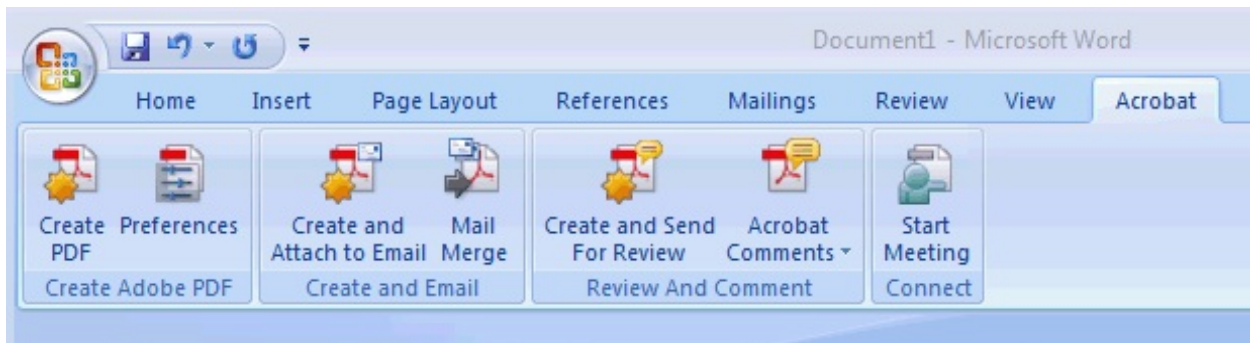 Document1 - Microsoft Word
Home Insert Page Layout References Mailings Review View Acrobat
Create Preferences Create and Mail Create and Send Acrobat Start
PDF Attach to Email Merge For Review Comments Meeting
Create Adobe PDF Create and Email Review And Comment Connect